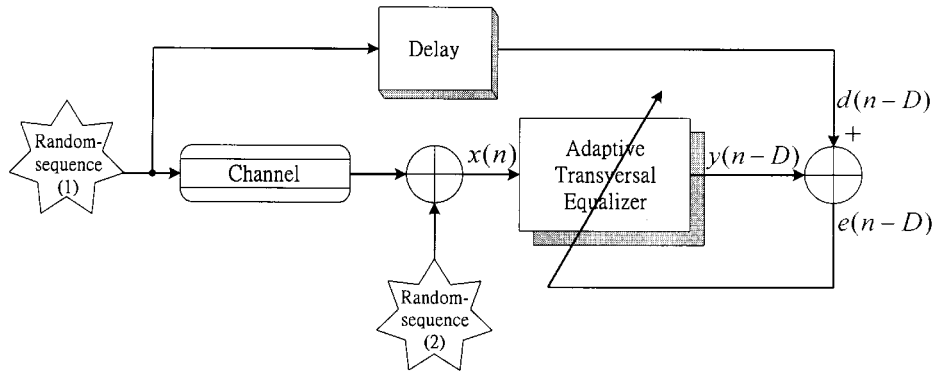 Delay
d(n − D)
Random-
sequence
(1)
Channel
x(n)
Adaptive
Transversal
Equalizer
y(n − D)
+
e(n − D)
Random-
sequence
(2)